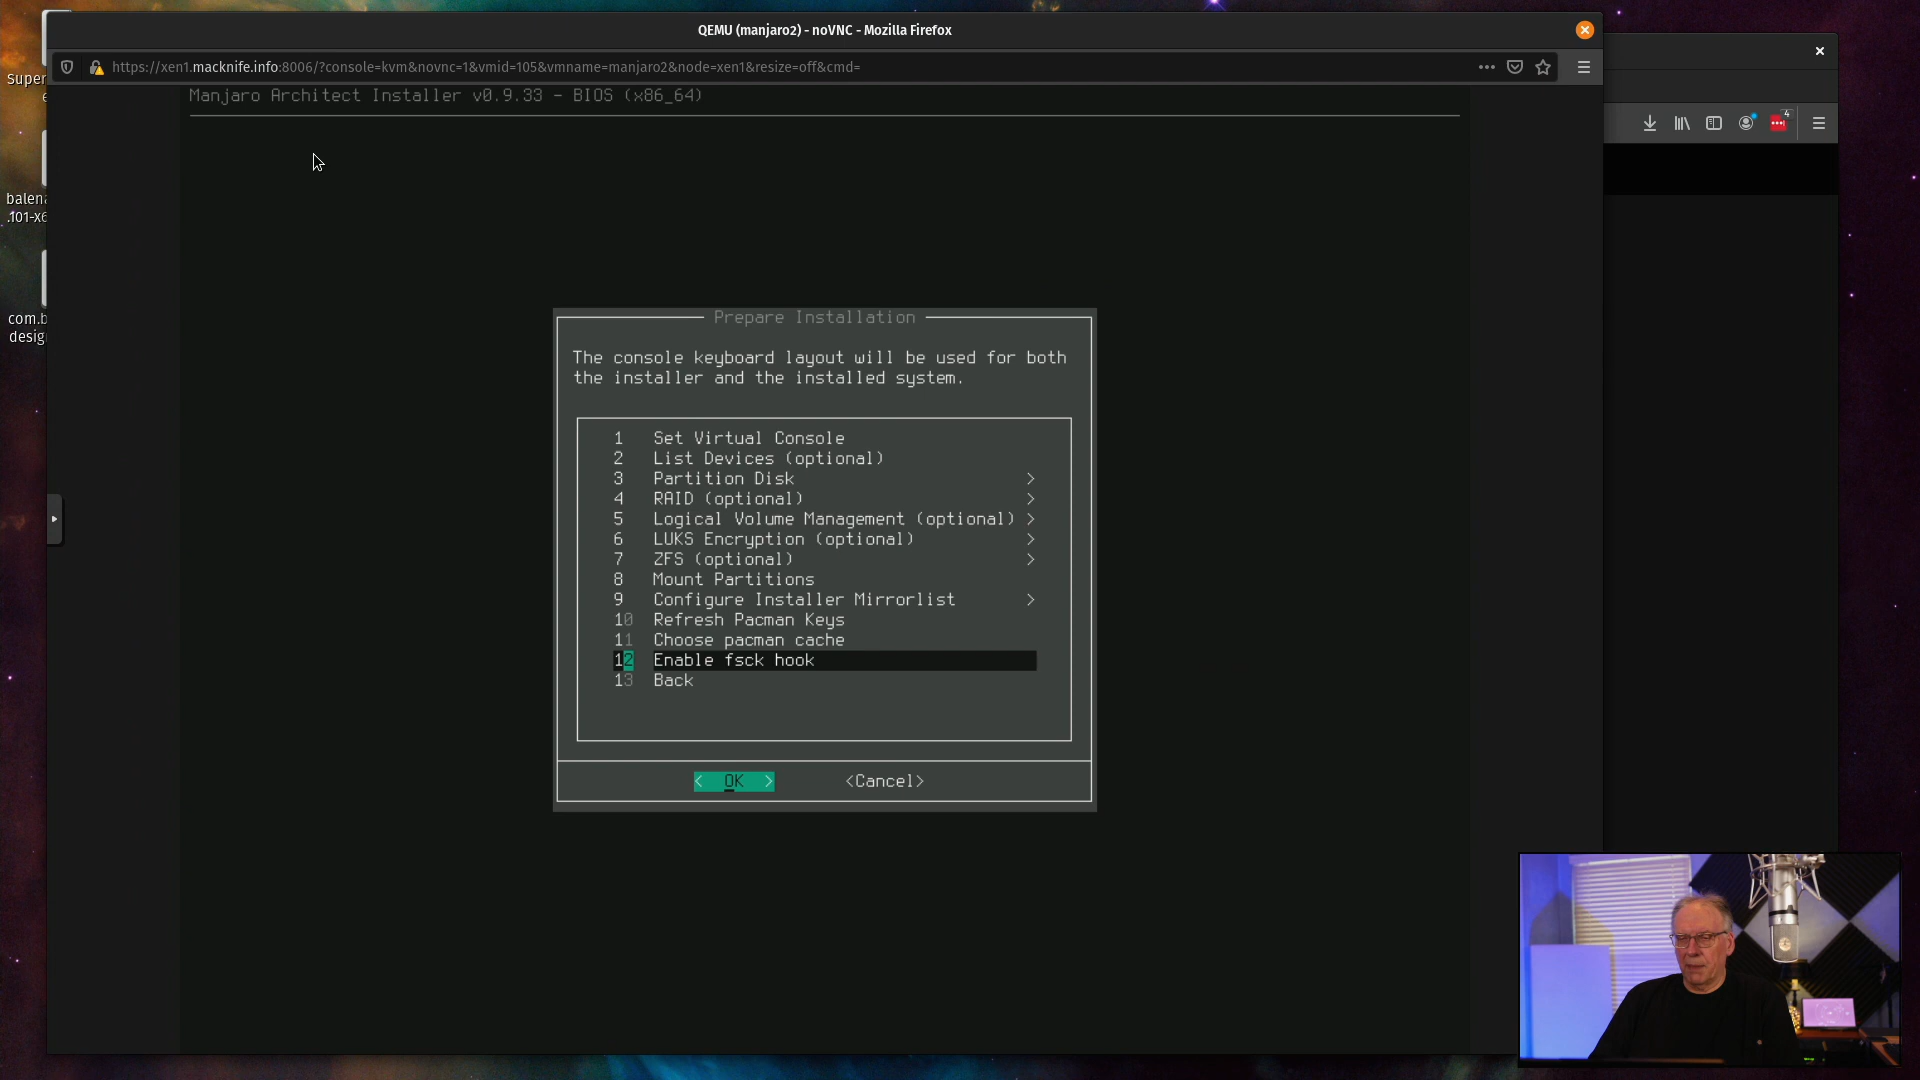 QEMU (manjaro2) - noVNC - Mozilla Firefox
https://xen1.macknife.info:8006/?console=kvm&novnc=1&vmid=105&vmname=manjaro2&node=xen1&resize=off&cmd=
4
Manjaro Architect Installer v0.9.33 - BIOS (x86_64)
Super
balena
.101-x6
com.b
design
Prepare Installation
The console keyboard layout will be used for both
the installer and the installed system.
1 Set Virtual Console
2 List Devices (optional)
3 Partition Disk >
4 RAID (optional) >
5 Logical Volume Management (optional) >
6 LUKS Encryption (optional) >
7 ZFS (optional) >
8 Mount Partitions
9 Configure Installer Mirrorlist >
10 Refresh Pacman Keys
11 Choose pacman cache
12 Enable fsck hook
13 Back
< OK > <Cancel>